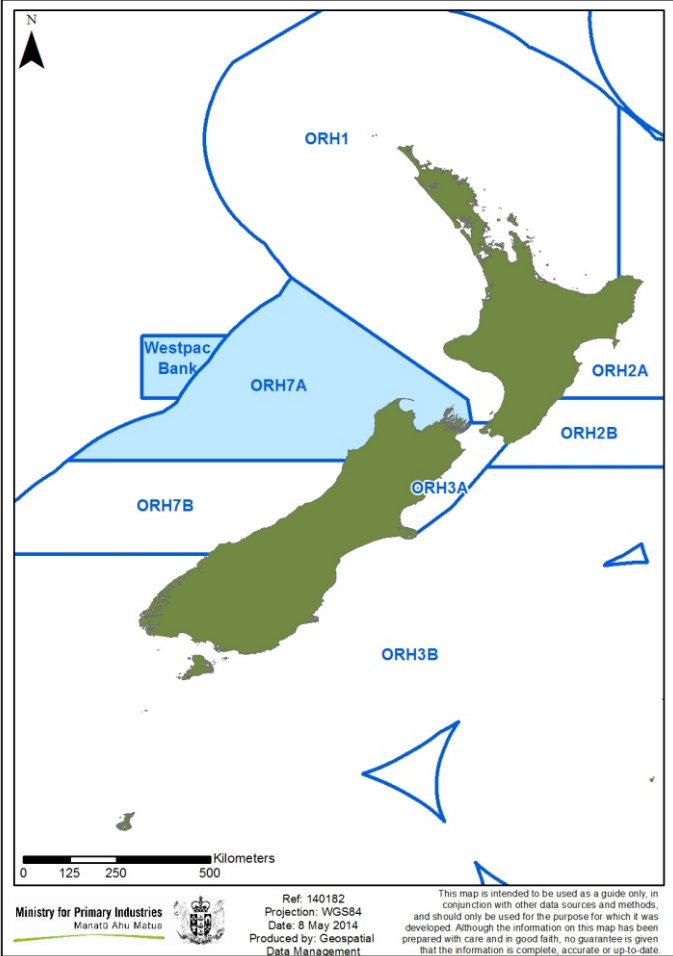 N
ORH1
Westpac
Bank
ORH7A
ORH2A
ORH2B
ORH3A
ORH7B
ORH3B
Kilometers
0 125 250 500
Ministry for Primary Industries
Manatū Ahu Matua
Ref: 140182
Projection: WGS84
Date: 8 May 2014
Produced by: Geospatial
Data Management
This map is intended to be used as a guide only, in
conjunction with other data sources and methods,
and should only be used for the purpose for which it was
developed. Although the information on this map has been
prepared with care and in good faith, no guarantee is given
that the information is complete, accurate or up-to-date.